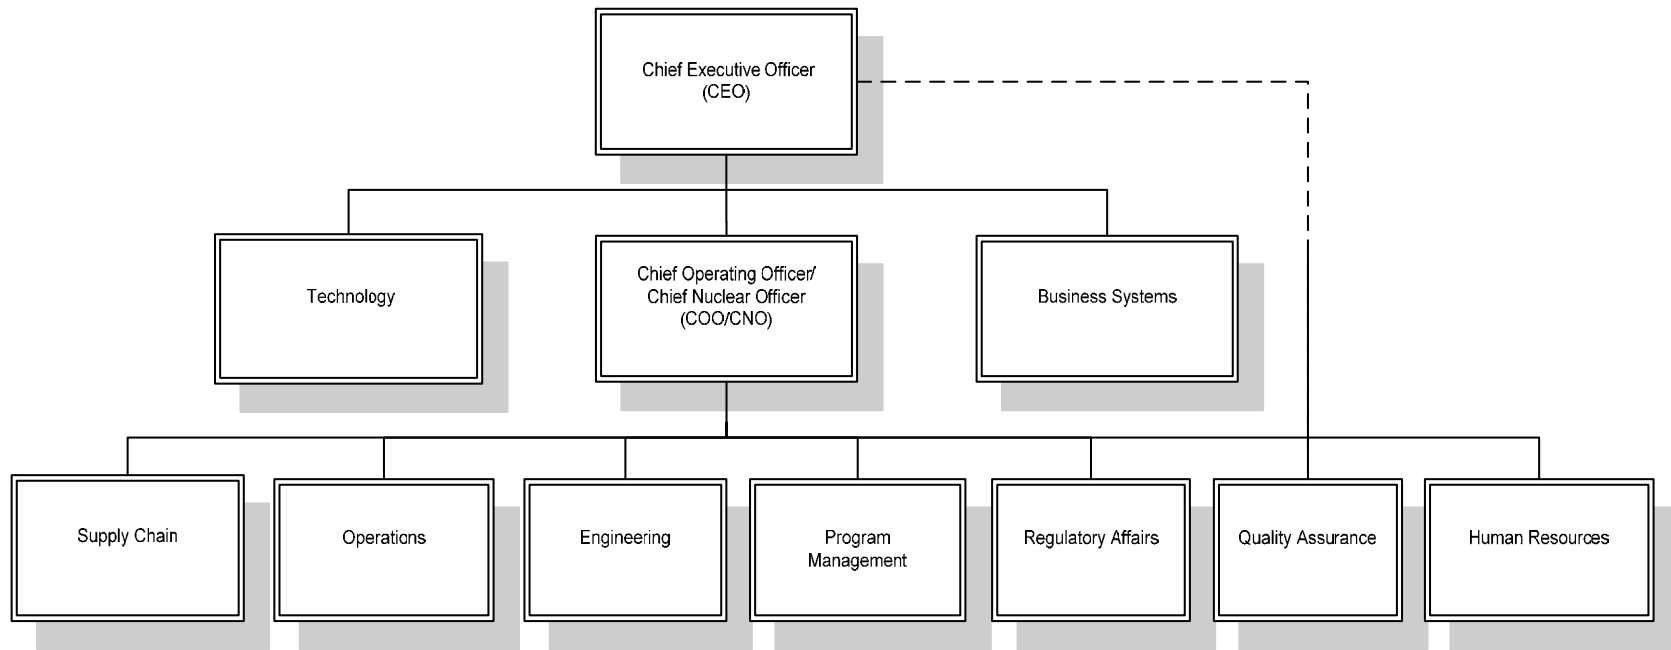 Chief Executive Officer
(CEO)
Technology
Chief Operating Officer/
Chief Nuclear Officer
(COO/CNO)
Business Systems
Supply Chain
Operations
Engineering
Program
Management
Regulatory Affairs
Quality Assurance
Human Resources